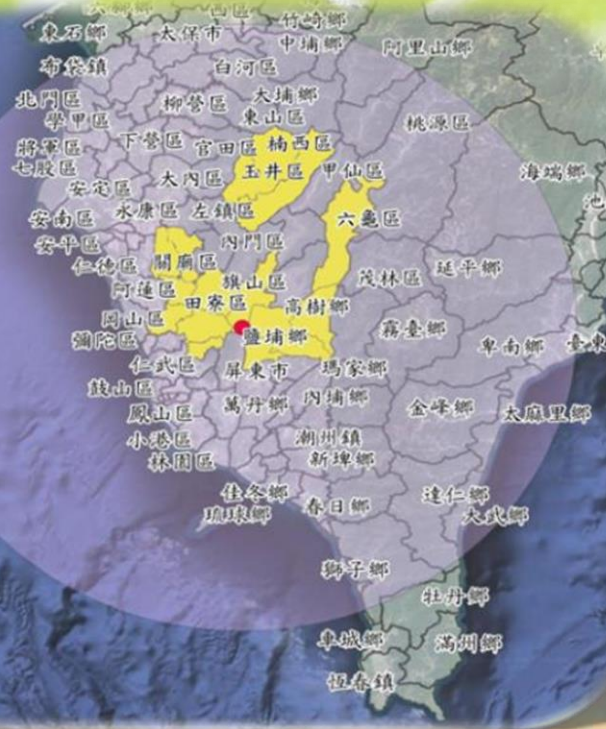 西區
竹崎鄉
東石鄉
太保市
中埔鄉
阿里山鄉
布袋鎮
白河區
北門區
柳營區
大埔鄉
學甲區
東山區
桃源區
將軍區
下營區
官田區
楠西區
七股區
安定區
大內區
玉井區
甲仙區
海端鄉
池
安南區
永康區
左鎮區
六龜區
安平區
仁德區
關廟區
內門區
阿蓮區
旗山區
茂林區
延平鄉
田寮區
高樹鄉
岡山區
彌陀區
鹽埔鄉
霧臺鄉
卑南鄉
臺東
仁武區
屏東市
瑪家鄉
鼓山區
鳳山區
萬丹鄉
內埔鄉
金峰鄉
太麻里鄉
小港區
潮州鎮
林園區
新埤鄉
佳冬鄉
春日鄉
達仁鄉
琉球鄉
大武鄉
獅子鄉
牡丹鄉
車城鄉
滿州鄉
恆春鎮